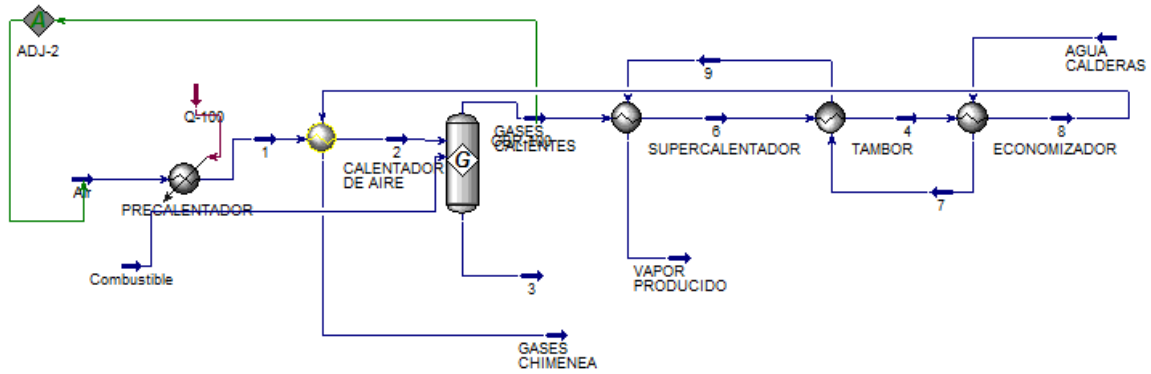 A
ADJ-2
Q-100
Air
PRECALENTADOR
1
2
CALENTADOR
DE AIRE
Combustible
G
GASES
CALIENTES
3
GASES
CHIMENEA
9
6
SUPERCALENTADOR
VAPOR
PRODUCIDO
4
TAMBOR
7
AGUA
CALDERAS
8
ECONOMIZADOR